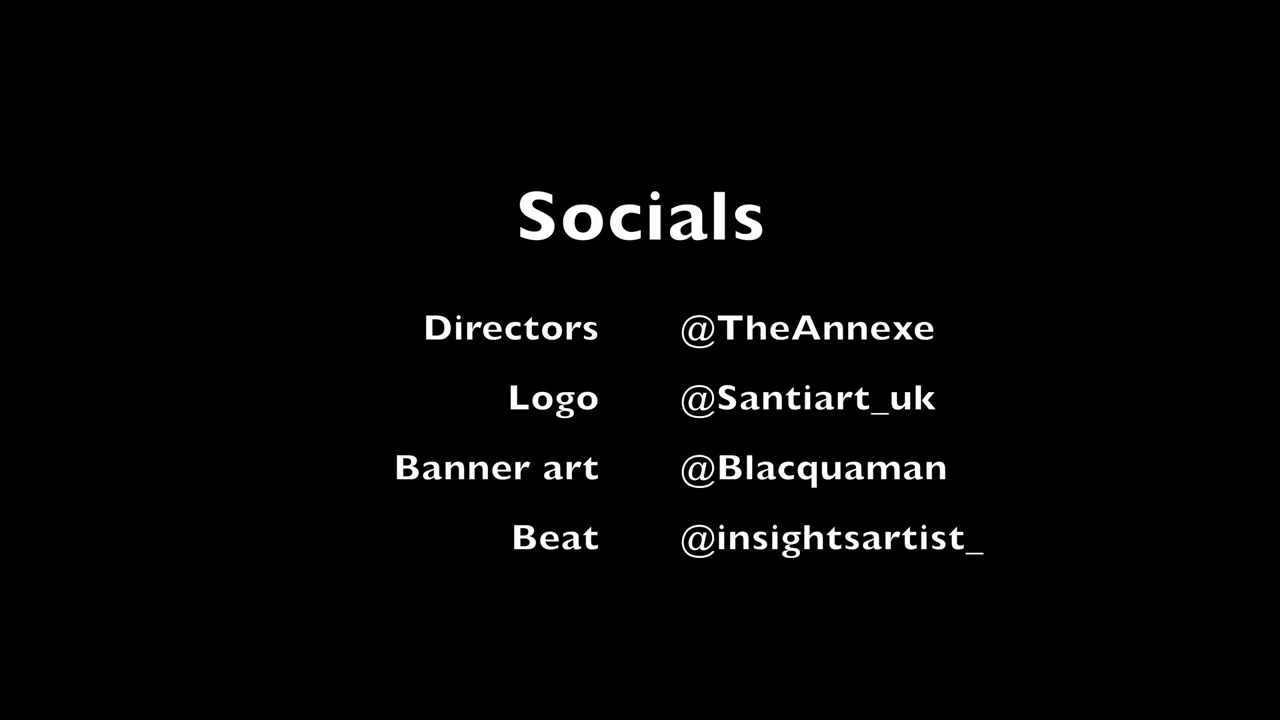 Socials
Directors @TheAnnexe
Logo @Santiart_uk
Banner art @Blacquaman
Beat @insightsartist_